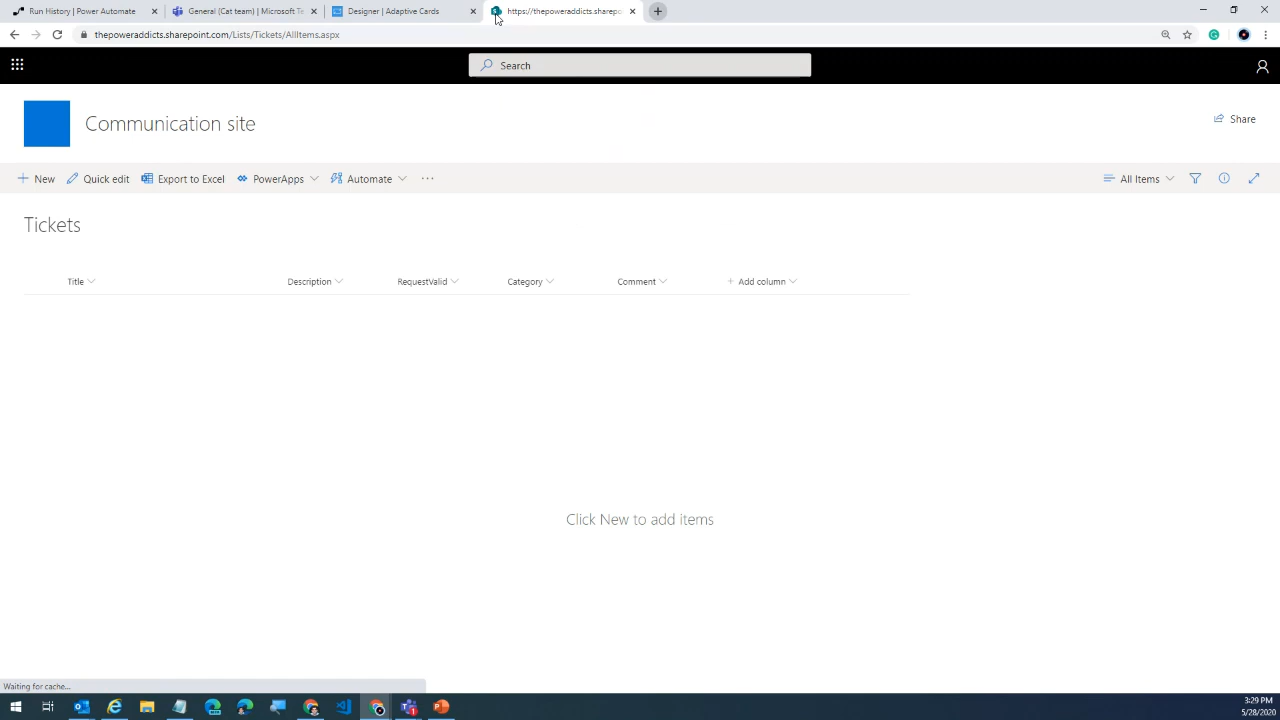 Run History | Power Automate
General (Cat team) | Microsoft Te
Designer | Adaptive Cards
https://thepoweraddicts.sharepo
thepoweraddicts.sharepoint.com/Lists/Tickets/AllItems.aspx
Search
Communication site
Share
New
Quick edit
Export to Excel
PowerApps
Automate
All Items
Tickets
Title
Description
RequestValid
Category
Comment
+ Add column
Click New to add items
Waiting for cache...
3:29 PM
5/28/2020